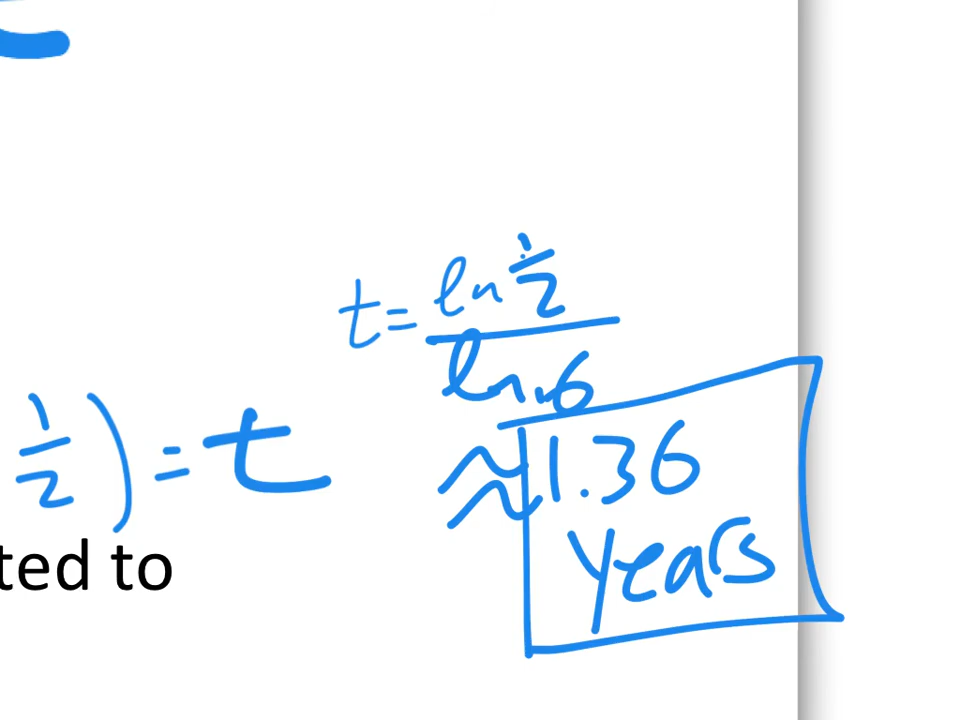 t = ln 1/2 / ln .6
1/2) = t
≈ 1.36
years
ted to